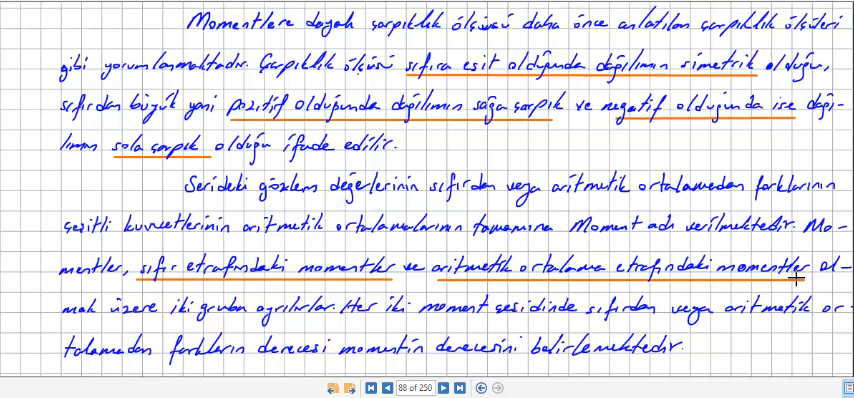 Momentlere dayalı çarpıklık ölçüsü daha önce anlatılan çarpıklık ölçüleri
gibi yorumlanmaktadır. Çarpıklık ölçüsü sıfıra eşit olduğunda dağılımın simetrik olduğu,
sıfırdan büyük yani pozitif olduğunda dağılımın sağa çarpık ve negatif olduğunda ise dağı-
lımın sola çarpık olduğu ifade edilir.
Serideki gözlem değerlerinin sıfırdan veya aritmetik ortalamadan farklarının
çeşitli kuvvetlerinin aritmetik ortalamalarının tamamına Moment adı verilmektedir. Mo-
mentler, sıfır etrafındaki momentler ve aritmetik ortalama etrafındaki momentler ol-
mak üzere iki gruba ayrılırlar. Her iki moment çeşidinde sıfırdan veya aritmetik or-
talamadan farkların derecesi momentin derecesini belirlemektedir.
88 of 250